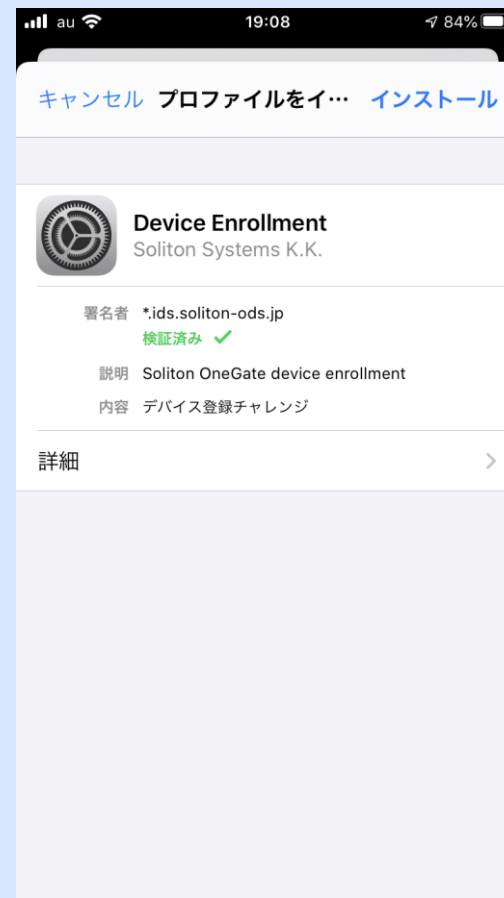 au 19:08 84%
キャンセル プロファイルをイ… インストール
Device Enrollment
Soliton Systems K.K.
署名者 *.ids.soliton-ods.jp
検証済み
説明 Soliton OneGate device enrollment
内容 デバイス登録チャレンジ
詳細